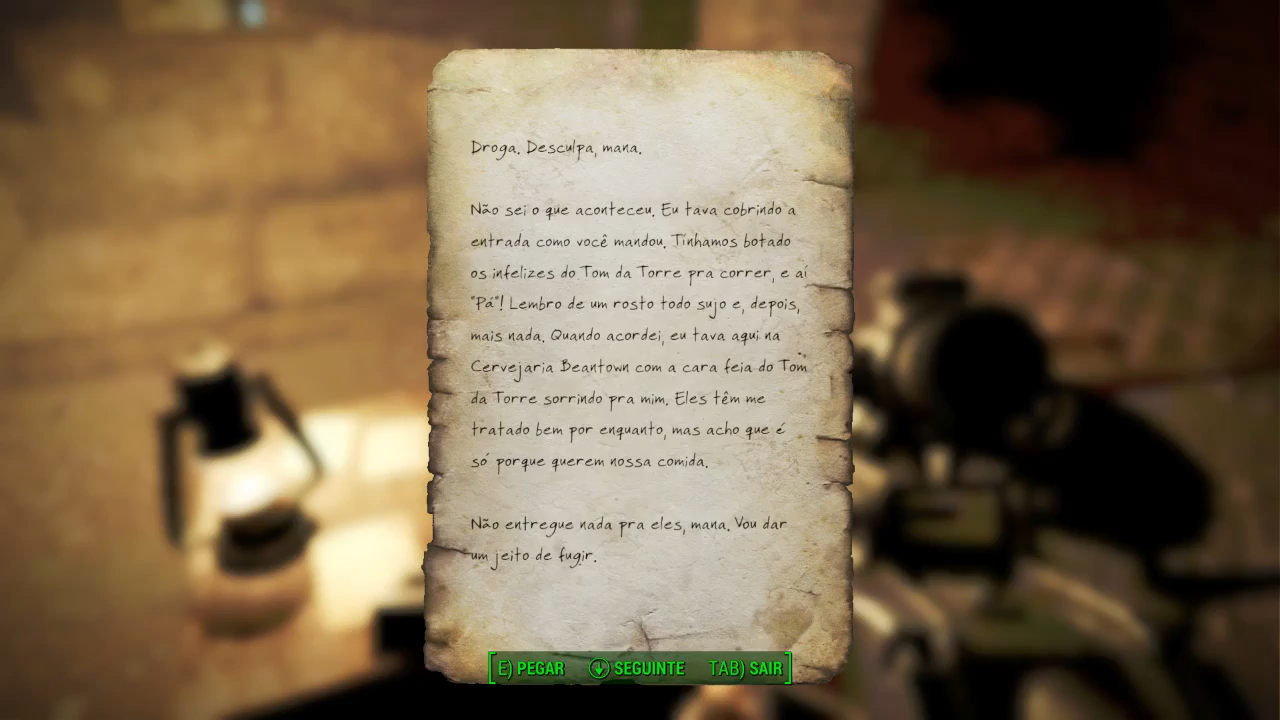 Droga. Desculpa, mana.
Não sei o que aconteceu. Eu tava cobrindo a
entrada como você mandou. Tínhamos botado
os infelizes do Tom da Torre pra correr, e aí
"Pá"! Lembro de um rosto todo sujo e, depois,
mais nada. Quando acordei, eu tava aqui na
Cervejaria Beantown com a cara feia do Tom
da Torre sorrindo pra mim. Eles têm me
tratado bem por enquanto, mas acho que é
só porque querem nossa comida.
Não entregue nada pra eles, mana. Vou dar
um jeito de fugir.
E) PEGAR SEGUINTE TAB) SAIR